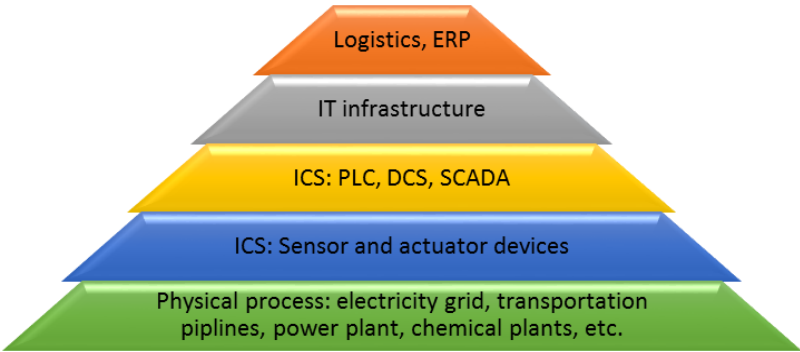 Logistics, ERP
IT infrastructure
ICS: PLC, DCS, SCADA
ICS: Sensor and actuator devices
Physical process: electricity grid, transportation
piplines, power plant, chemical plants, etc.